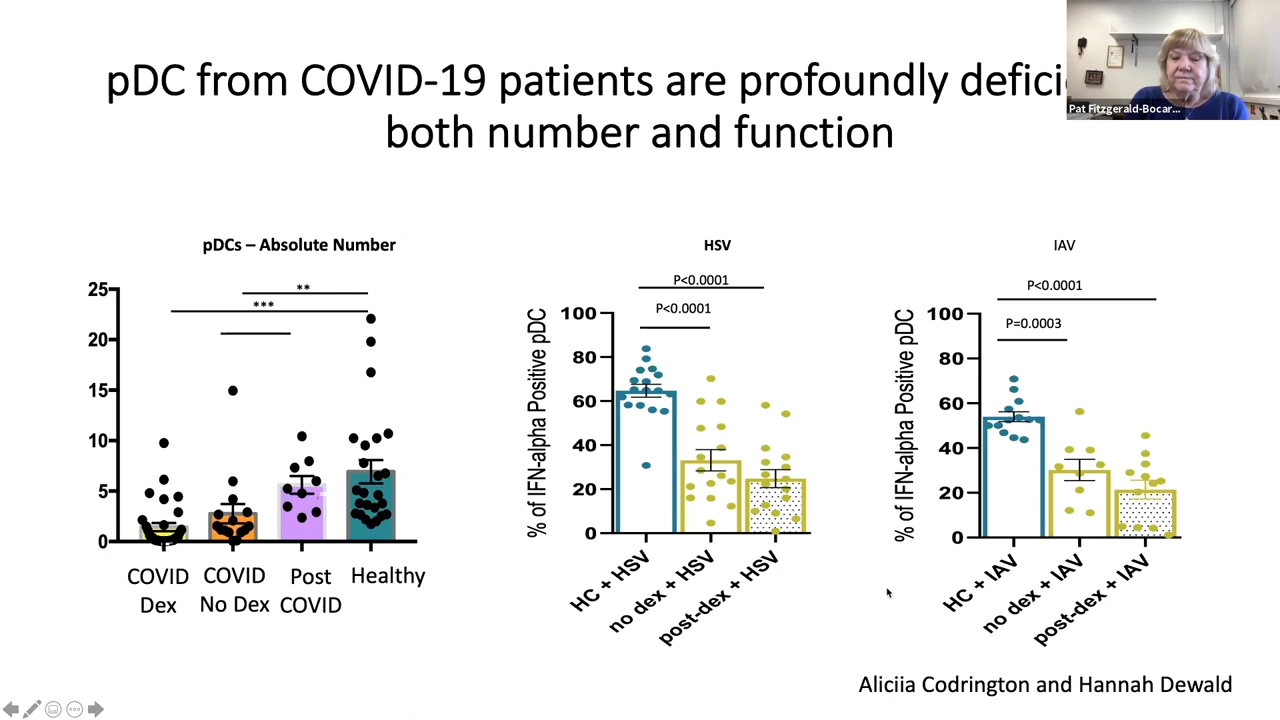 pDC from COVID-19 patients are profoundly defici
both number and function
Pat Fitzgerald-Bocar...
pDCs – Absolute Number
**
***
25
20
15
10
5
0
COVID Dex
COVID No Dex
Post COVID
Healthy
HSV
P<0.0001
P<0.0001
% of IFN-alpha Positive pDC
100
80
60
40
20
0
HC + HSV
no dex + HSV
post-dex + HSV
IAV
P<0.0001
P=0.0003
% of IFN-alpha Positive pDC
100
80
60
40
20
0
HC + IAV
no dex + IAV
post-dex + IAV
Aliciia Codrington and Hannah Dewald